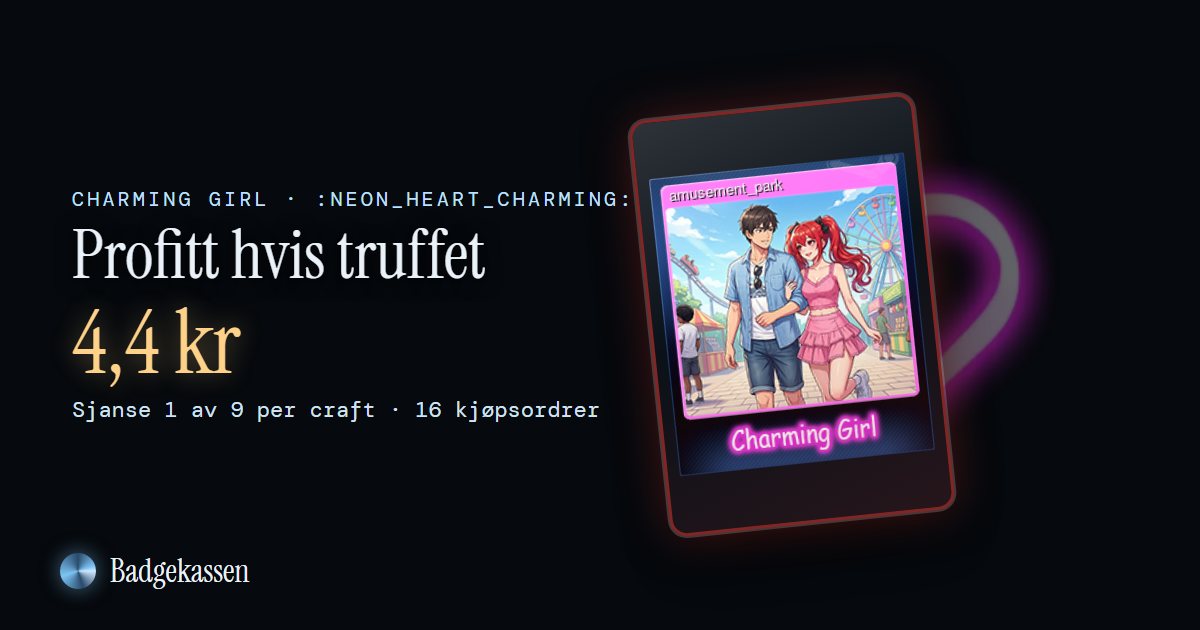 CHARMING GIRL · :NEON_HEART_CHARMING:
Profitt hvis truffet
4,4 kr
Sjanse 1 av 9 per craft · 16 kjøpsordrer
amusement_park
Charming Girl
Badgekassen